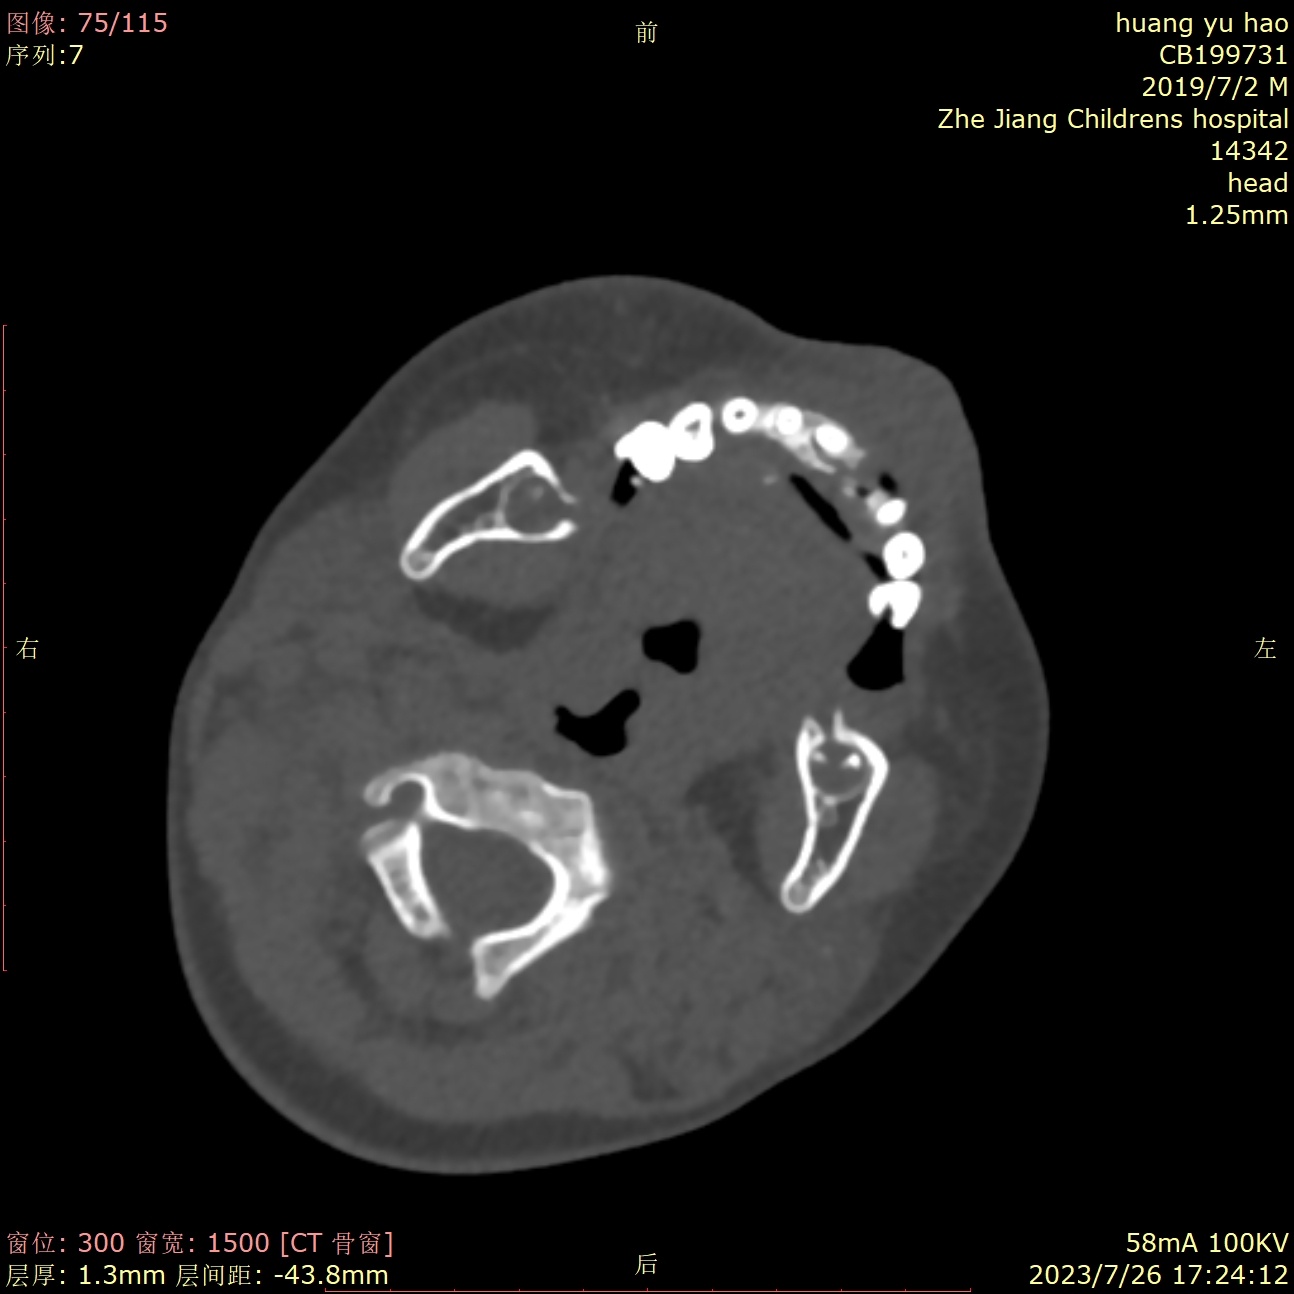 图像: 75/115
序列:7
前
huang yu hao
CB199731
2019/7/2 M
Zhe Jiang Childrens hospital
14342
head
1.25mm
右
左
窗位: 300 窗宽: 1500 [CT 骨窗]
层厚: 1.3mm 层间距: -43.8mm
后
58mA 100KV
2023/7/26 17:24:12